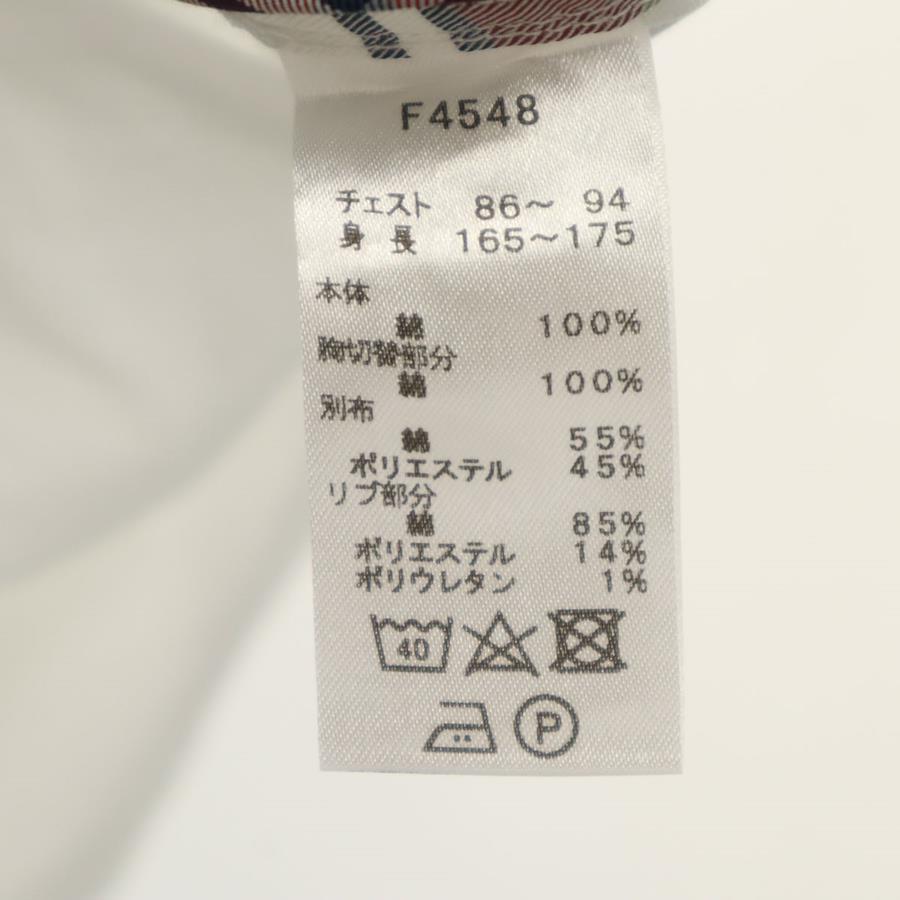 F4548
チェスト 86〜 94
身 長 165〜175
本体
綿 100%
胸切替部分
綿 100%
別布
綿 55%
ポリエステル 45%
リブ部分
綿 85%
ポリエステル 14%
ポリウレタン 1%
40
P